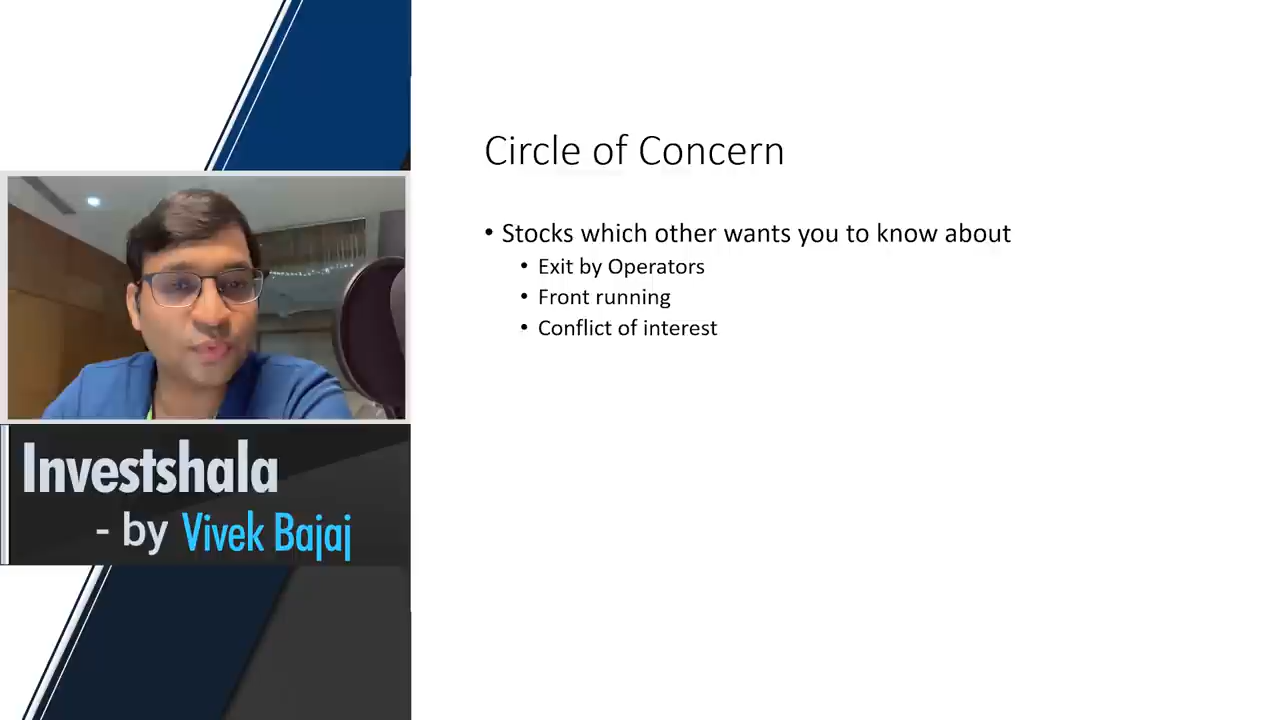 Circle of Concern
• Stocks which other wants you to know about
• Exit by Operators
• Front running
• Conflict of interest
Investshala
- by Vivek Bajaj